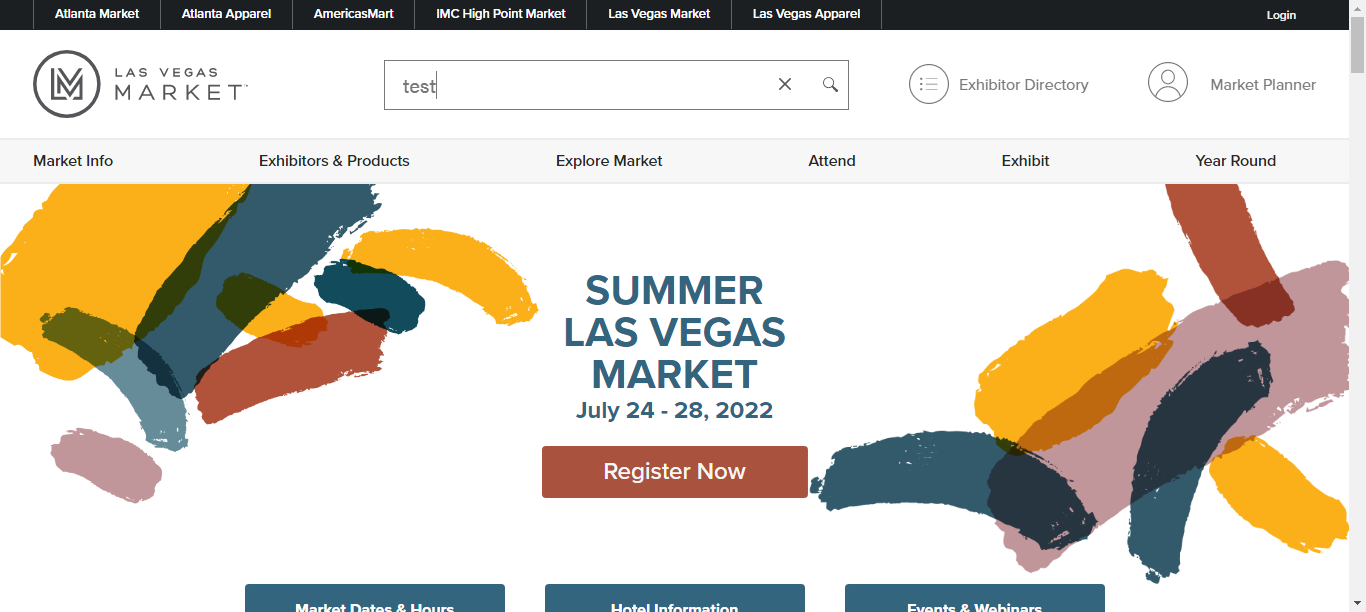 Atlanta Market
Atlanta Apparel
AmericasMart
IMC High Point Market
Las Vegas Market
Las Vegas Apparel
Login
LAS VEGAS
MARKET
test
Exhibitor Directory
Market Planner
Market Info
Exhibitors & Products
Explore Market
Attend
Exhibit
Year Round
SUMMER
LAS VEGAS
MARKET
July 24 - 28, 2022
Register Now
Market Dates & Hours
Hotel Information
Events & Webinars